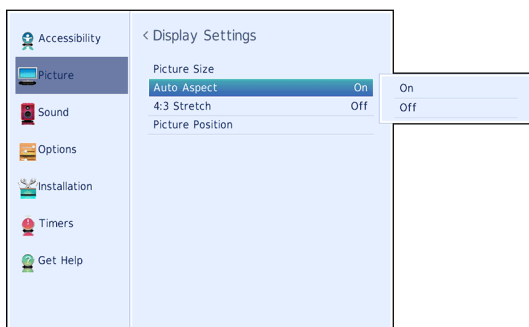 Accessibility
Picture
Sound
Options
Installation
Timers
Get Help
< Display Settings
Picture Size
Auto Aspect On
4:3 Stretch Off
Picture Position
On
Off